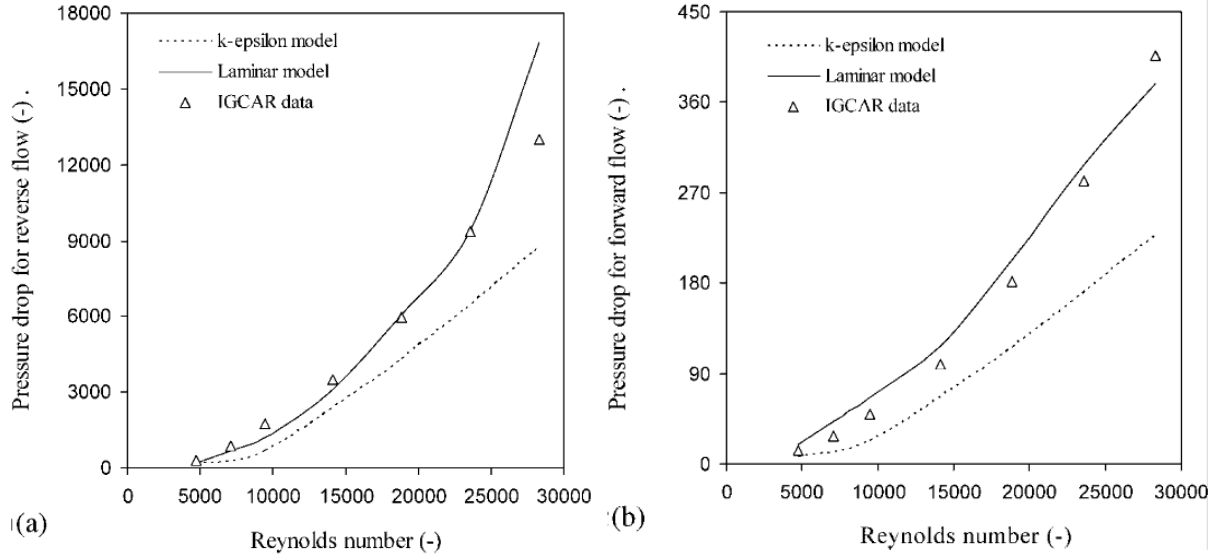 18000
15000
12000
9000
6000
3000
0
Pressure drop for reverse flow (-) .
k-epsilon model
Laminar model
IGCAR data
0 5000 10000 15000 20000 25000 30000
Reynolds number (-)
(a)
450
360
270
180
90
0
Pressure drop for forward flow (-) .
k-epsilon model
Laminar model
IGCAR data
0 5000 10000 15000 20000 25000 30000
Reynolds number (-)
(b)